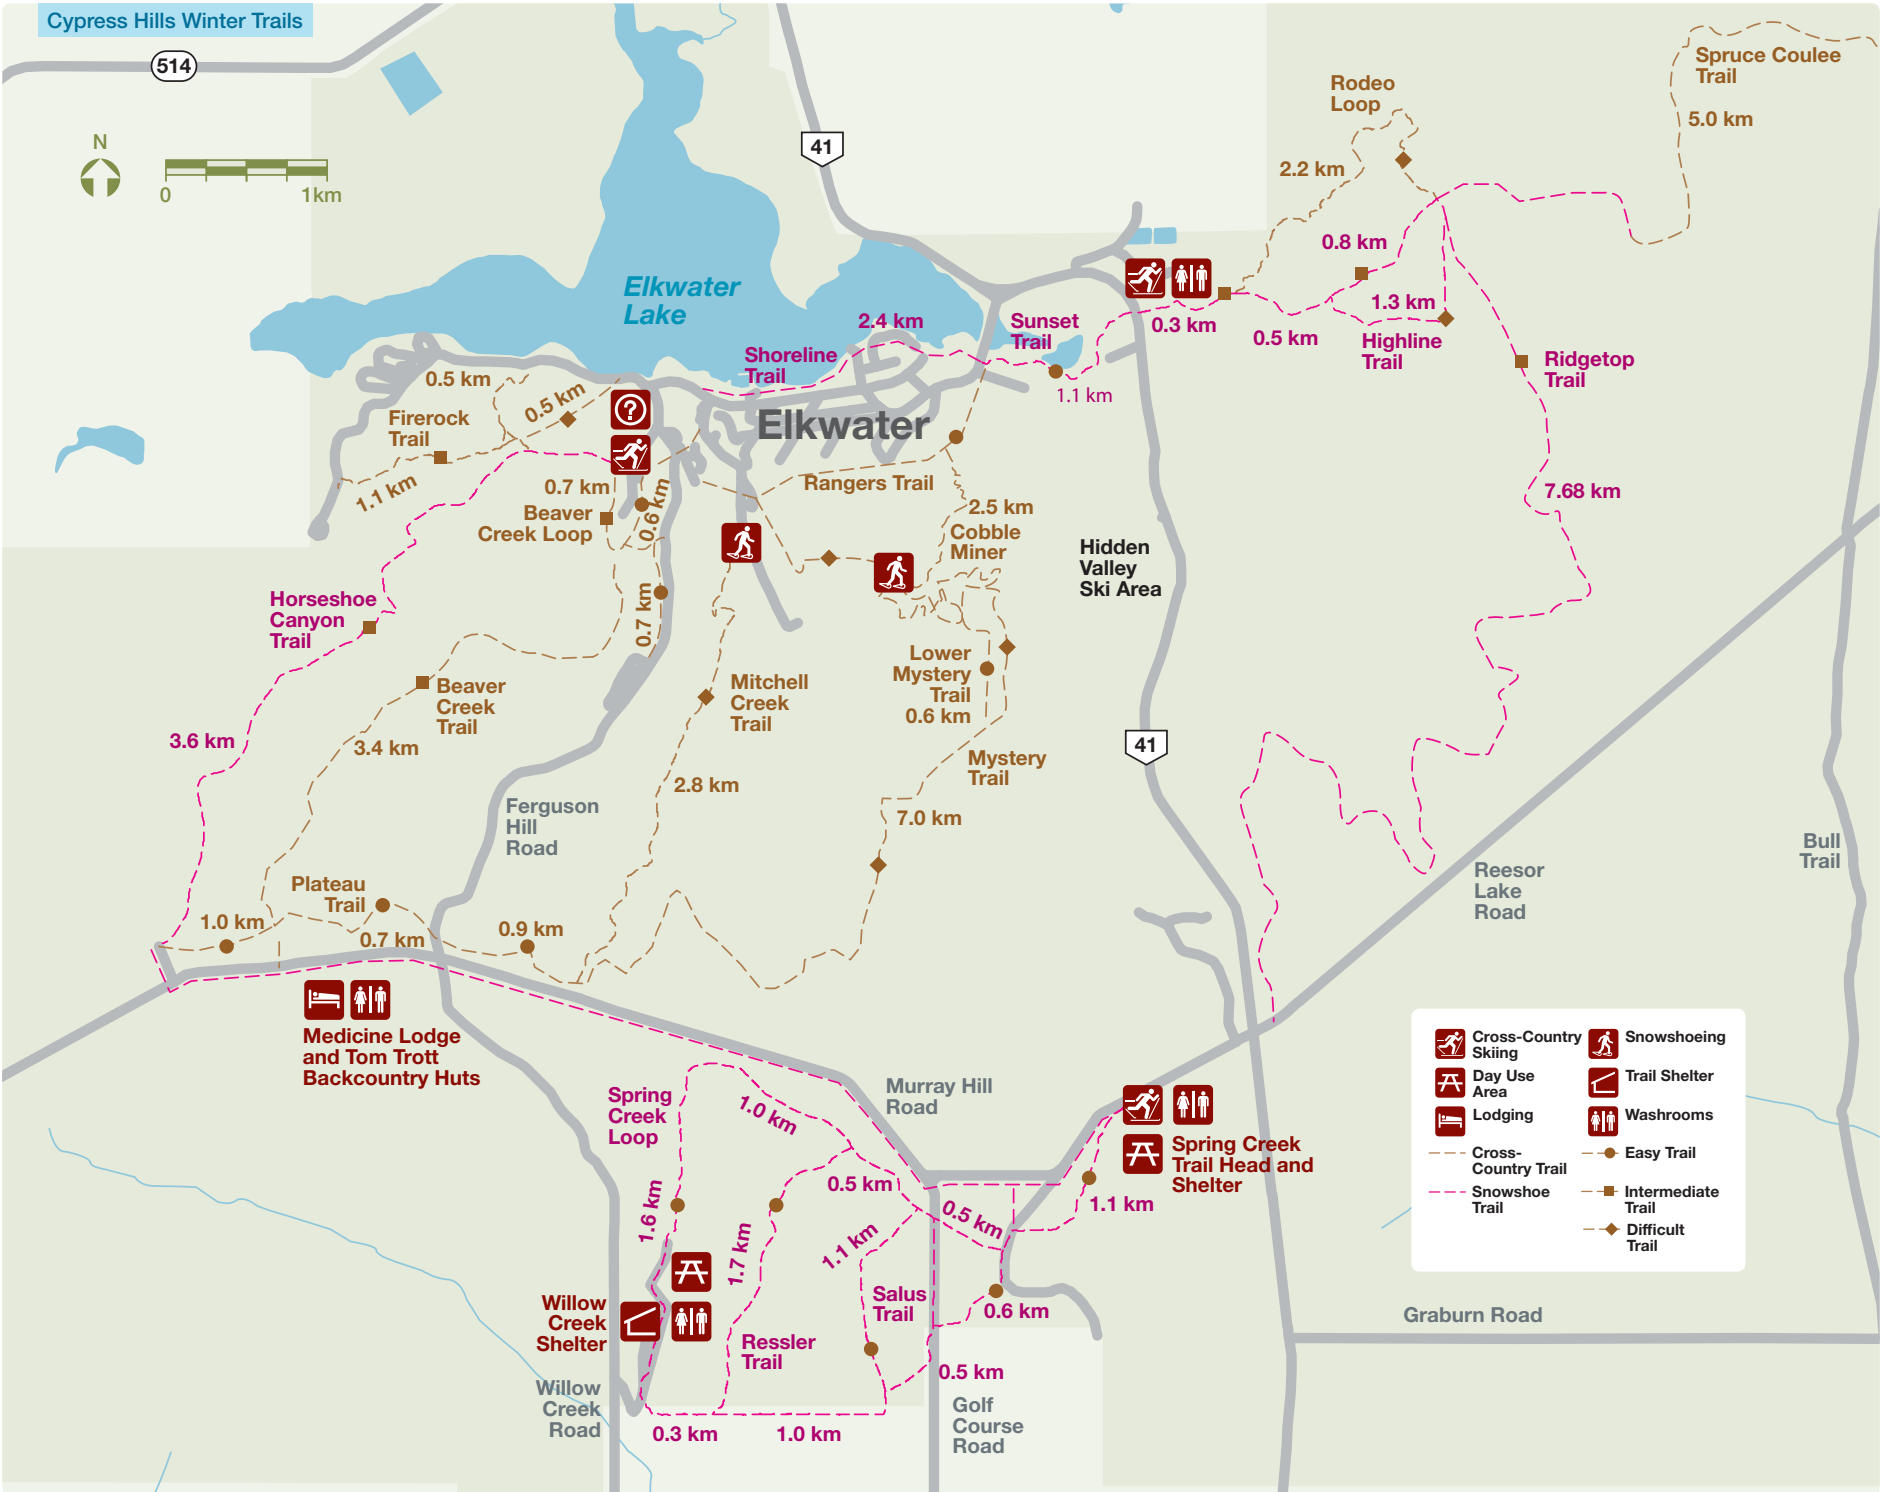 Cypress Hills Winter Trails
514
N
0
1km
41
Elkwater
Lake
Rodeo
Loop
2.2 km
Spruce Coulee
Trail
5.0 km
0.8 km
1.3 km
Highline
Trail
0.3 km
0.5 km
Ridgetop
Trail
7.68 km
Sunset
Trail
1.1 km
2.4 km
Shoreline
Trail
Elkwater
0.5 km
0.5 km
Firerock
Trail
1.1 km
?
0.7 km
0.6 km
Beaver
Creek Loop
0.7 km
Rangers Trail
2.5 km
Cobble
Miner
Hidden
Valley
Ski Area
Horseshoe
Canyon
Trail
3.6 km
Beaver
Creek
Trail
3.4 km
Mitchell
Creek
Trail
2.8 km
Lower
Mystery
Trail
0.6 km
Mystery
Trail
7.0 km
41
Ferguson
Hill
Road
Bull
Trail
Reesor
Lake
Road
Plateau
Trail
1.0 km
0.7 km
0.9 km
Medicine Lodge
and Tom Trott
Backcountry Huts
Spring
Creek
Loop
1.0 km
Murray Hill
Road
Spring Creek
Trail Head and
Shelter
0.5 km
0.5 km
1.1 km
1.6 km
1.7 km
1.1 km
Salus
Trail
0.6 km
Willow
Creek
Shelter
Ressler
Trail
0.5 km
Willow
Creek
Road
0.3 km
1.0 km
Golf
Course
Road
Graburn Road
Cross-Country
Skiing
Snowshoeing
Day Use
Area
Trail Shelter
Lodging
Washrooms
Cross-
Country Trail
Easy Trail
Snowshoe
Trail
Intermediate
Trail
Difficult
Trail